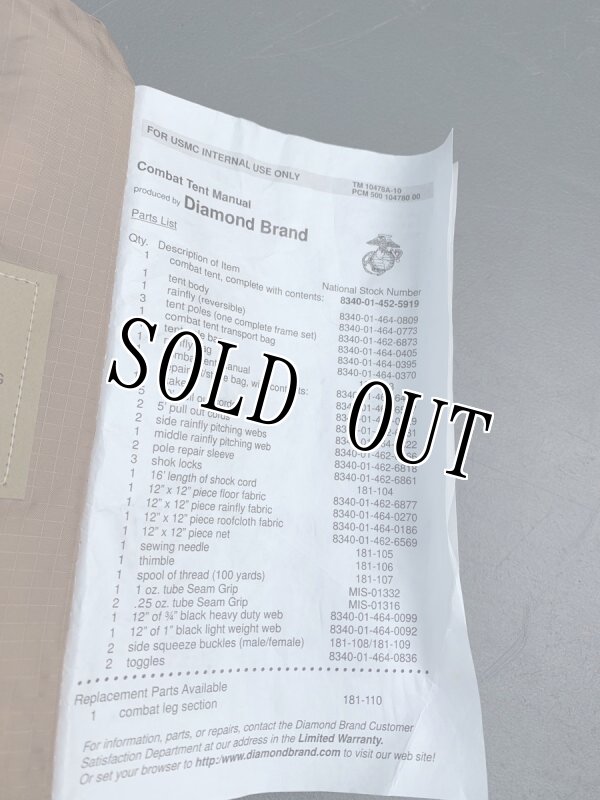 FOR USMC INTERNAL USE ONLY
TM 10476A-10
PCM 500 104760 00
Combat Tent Manual
produced by Diamond Brand
Parts List
Qty. Description of Item National Stock Number
1 combat tent, complete with contents: 8340-01-452-5919
1 tent body 8340-01-464-0809
1 rainfly (reversible) 8340-01-464-0773
3 tent poles (one complete frame set) 8340-01-462-6873
1 combat tent transport bag 8340-01-464-0405
8340-01-464-0395
8340-01-464-0370
SOLD OUT
2 5' pull out cords
2 side rainfly pitching webs
1 middle rainfly pitching web
2 pole repair sleeve 8340-01-462-6818
3 shok locks 8340-01-462-6861
1 16' length of shock cord 181-104
1 12" x 12" piece floor fabric 8340-01-462-6877
1 12" x 12" piece rainfly fabric 8340-01-464-0270
1 12" x 12" piece roofcloth fabric 8340-01-464-0186
1 12" x 12" piece net 8340-01-462-6569
1 sewing needle 181-105
1 thimble 181-106
1 spool of thread (100 yards) 181-107
1 1 oz. tube Seam Grip MIS-01332
2 .25 oz. tube Seam Grip MIS-01316
1 12" of ¾" black heavy duty web 8340-01-464-0099
1 12" of 1" black light weight web 8340-01-464-0092
2 side squeeze buckles (male/female) 181-108/181-109
2 toggles 8340-01-464-0836
Replacement Parts Available
1 combat leg section 181-110
For information, parts, or repairs, contact the Diamond Brand Customer
Satisfaction Department at our address in the Limited Warranty.
Or set your browser to http:/www.diamondbrand.com to visit our web site!